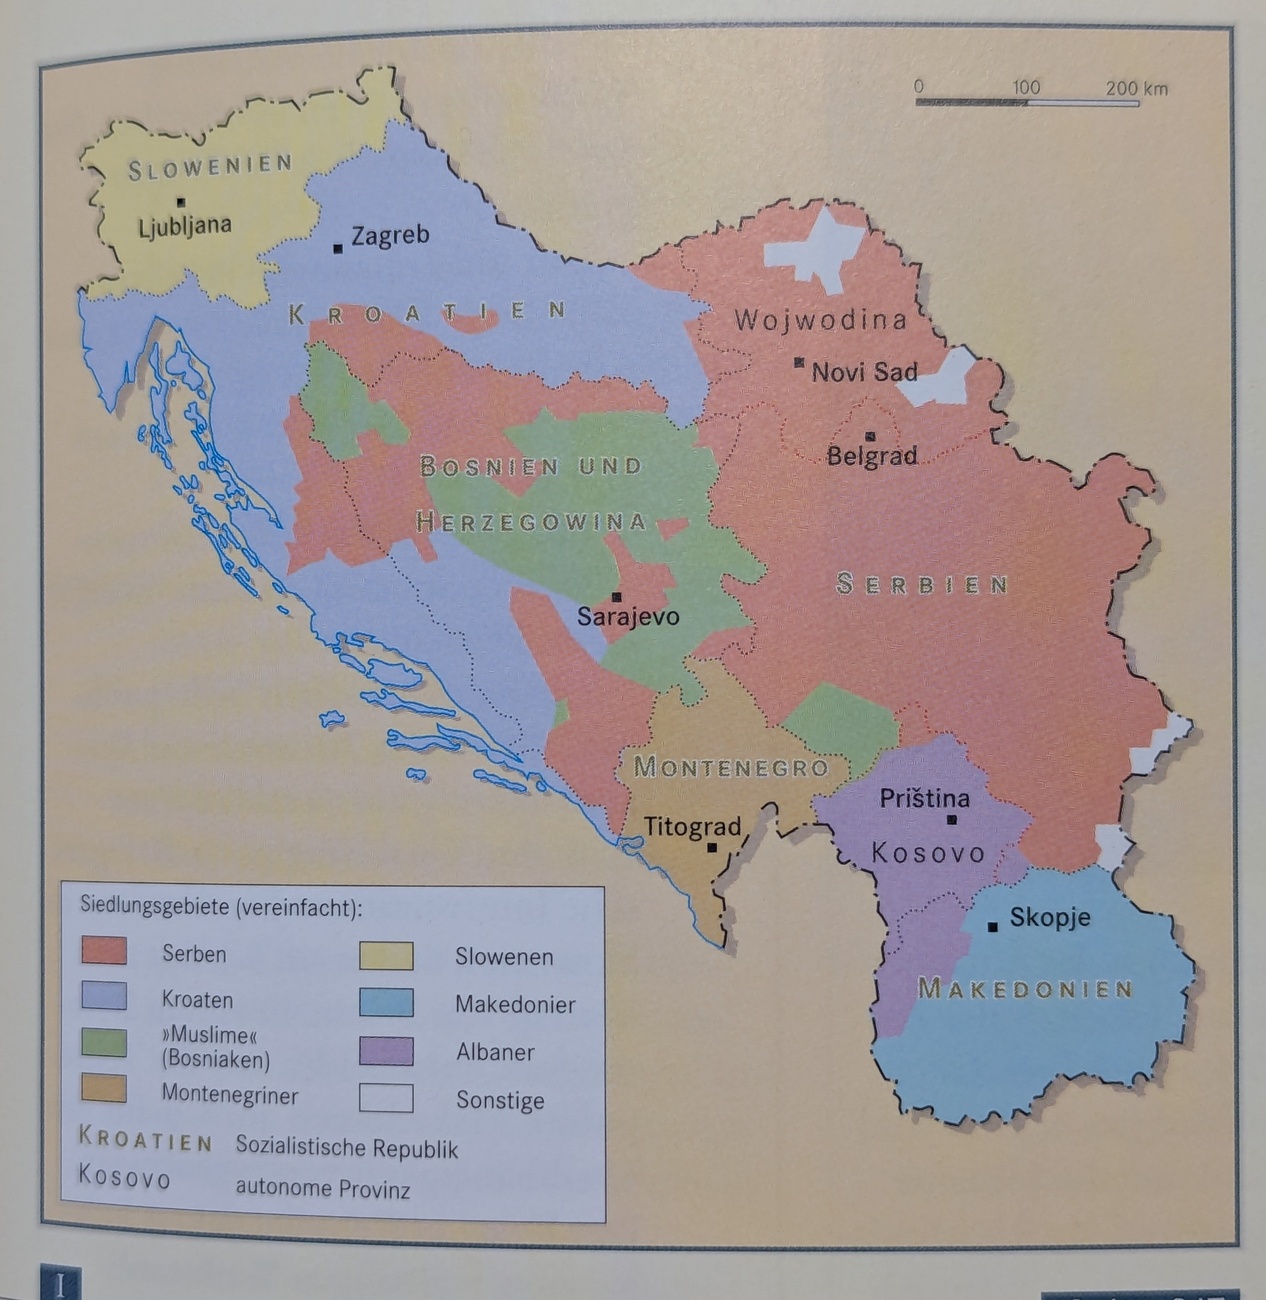 0 100 200 km
SLOWENIEN
Ljubljana
Zagreb
KROATIEN
Wojwodina
Novi Sad
Belgrad
BOSNIEN UND
HERZEGOWINA
SERBIEN
Sarajevo
MONTENEGRO
Priština
Titograd
Kosovo
Skopje
MAKEDONIEN
Siedlungsgebiete (vereinfacht):
Serben
Slowenen
Kroaten
Makedonier
»Muslime«
(Bosniaken)
Albaner
Montenegriner
Sonstige
KROATIEN Sozialistische Republik
Kosovo autonome Provinz
I